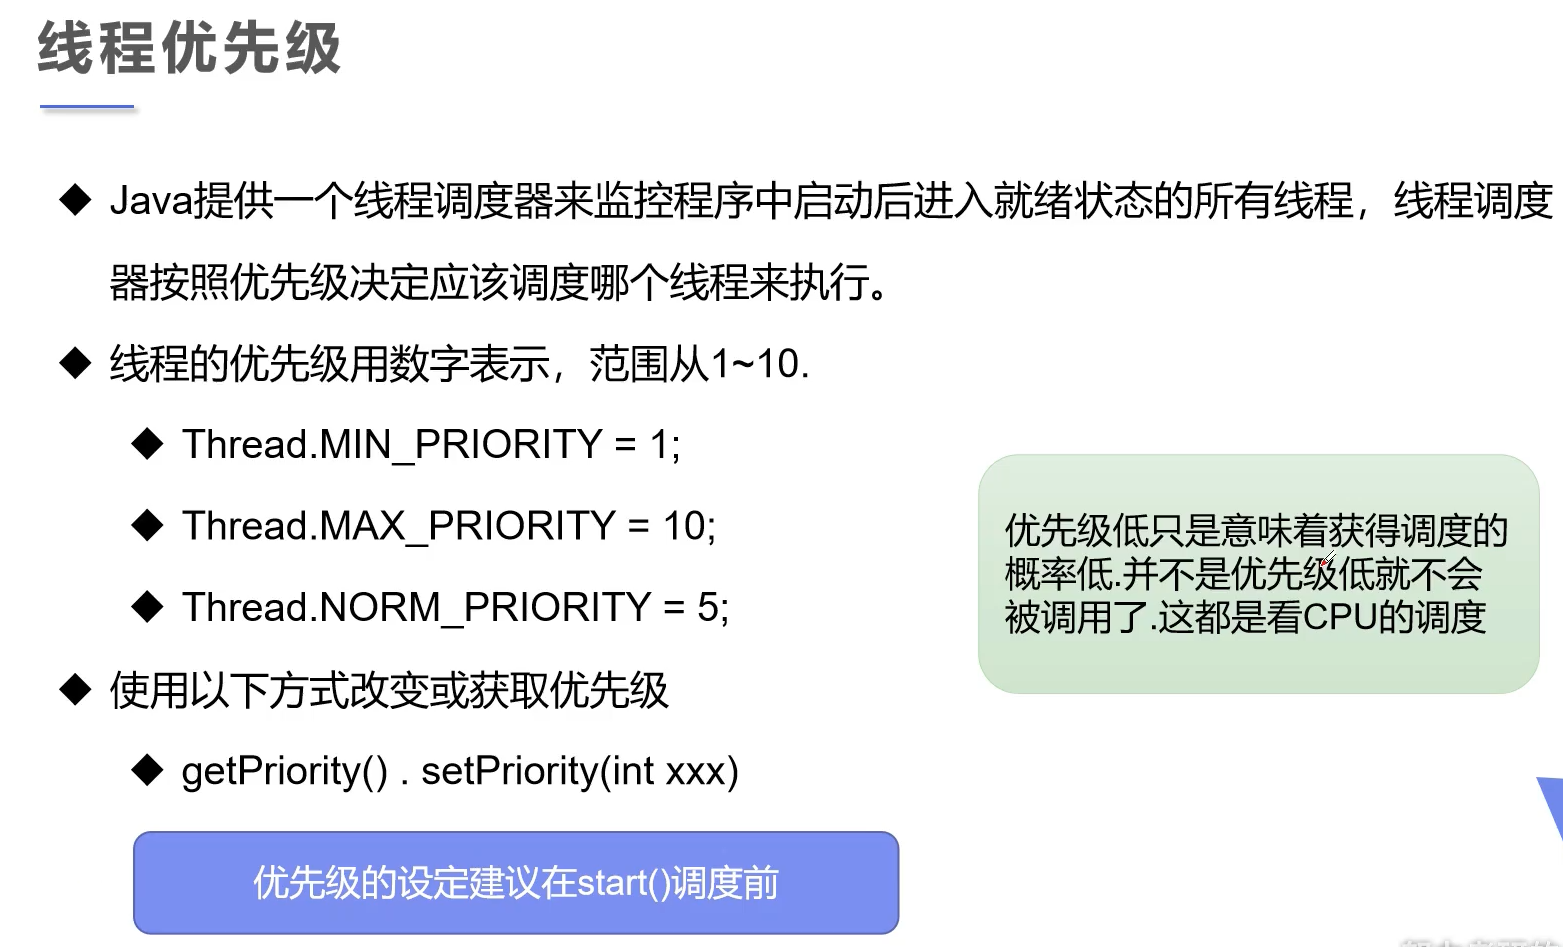 线程优先级
Java提供一个线程调度器来监控程序中启动后进入就绪状态的所有线程，线程调度
器按照优先级决定应该调度哪个线程来执行。
线程的优先级用数字表示，范围从1~10.
Thread.MIN_PRIORITY = 1;
Thread.MAX_PRIORITY = 10;
Thread.NORM_PRIORITY = 5;
优先级低只是意味着获得调度的
概率低.并不是优先级低就不会
被调用了.这都是看CPU的调度
使用以下方式改变或获取优先级
getPriority() . setPriority(int xxx)
优先级的设定建议在start()调度前